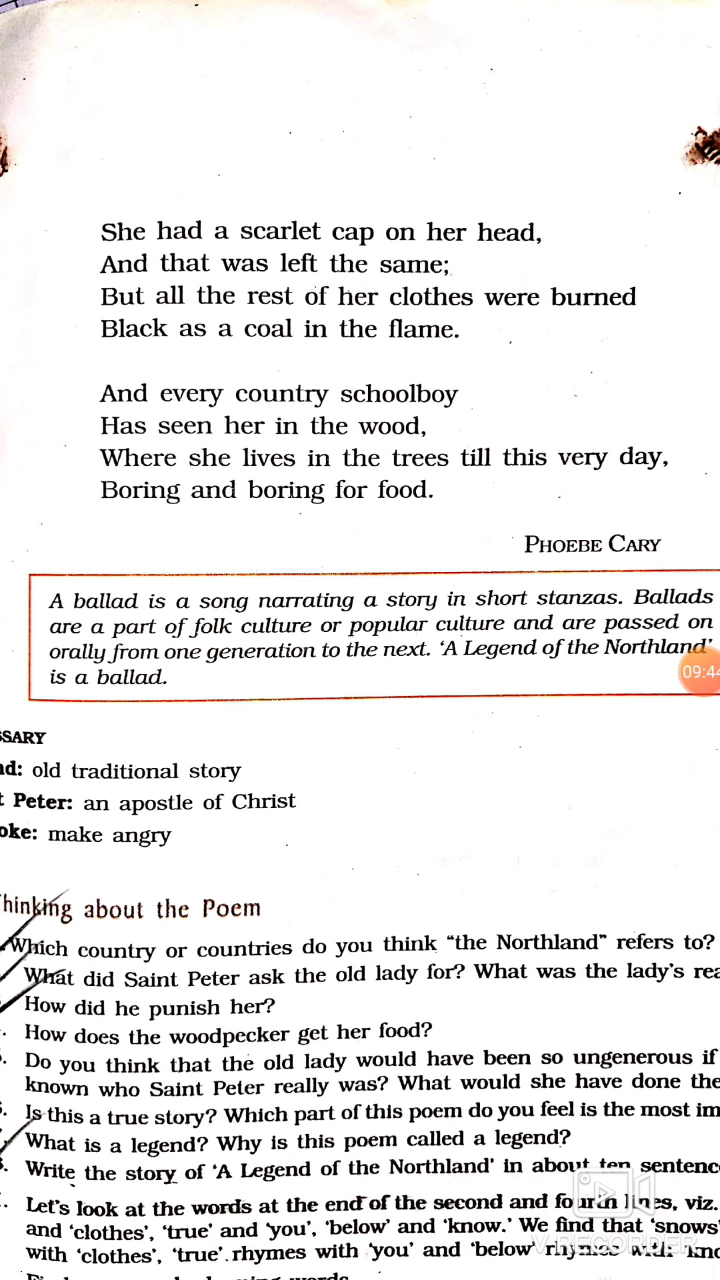 She had a scarlet cap on her head,
And that was left the same;
But all the rest of her clothes were burned
Black as a coal in the flame.
And every country schoolboy
Has seen her in the wood,
Where she lives in the trees till this very day,
Boring and boring for food.
PHOEBE CARY
A ballad is a song narrating a story in short stanzas. Ballads
are a part of folk culture or popular culture and are passed on
orally from one generation to the next. ‘A Legend of the Northland’
is a ballad.
09:44
SSARY
nd: old traditional story
t Peter: an apostle of Christ
oke: make angry
hinking about the Poem
Which country or countries do you think “the Northland” refers to?
What did Saint Peter ask the old lady for? What was the lady’s rea
How did he punish her?
How does the woodpecker get her food?
Do you think that the old lady would have been so ungenerous if
known who Saint Peter really was? What would she have done the
Is this a true story? Which part of this poem do you feel is the most im
What is a legend? Why is this poem called a legend?
Write the story of ‘A Legend of the Northland’ in about ten sentence
Let’s look at the words at the end of the second and fourth lines, viz.
and ‘clothes’, ‘true’ and ‘you’, ‘below’ and ‘know.’ We find that ‘snows’
with ‘clothes’, ‘true’ rhymes with ‘you’ and ‘below’ rhymes with ‘kno
V RECORDER